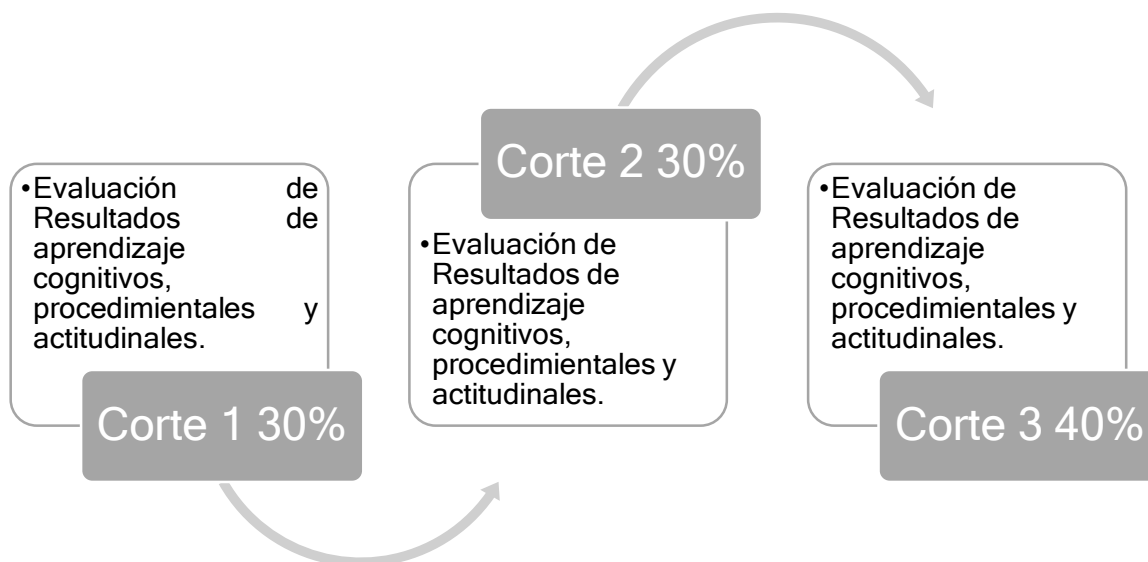 •Evaluación de
Resultados de
aprendizaje
cognitivos,
procedimientales y
actitudinales.
Corte 1 30%
Corte 2 30%
•Evaluación de
Resultados de
aprendizaje
cognitivos,
procedimientales y
actitudinales.
•Evaluación de
Resultados de
aprendizaje
cognitivos,
procedimientales y
actitudinales.
Corte 3 40%